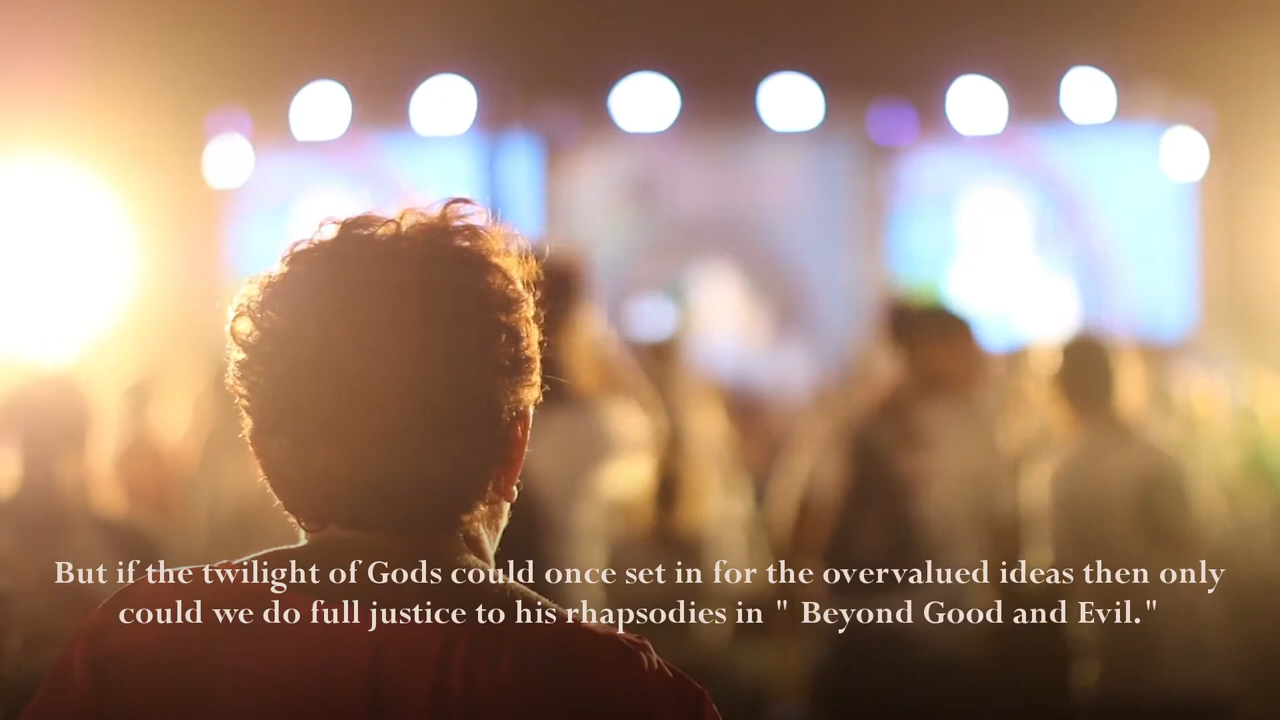 But if the twilight of Gods could once set in for the overvalued ideas then only
could we do full justice to his rhapsodies in " Beyond Good and Evil."